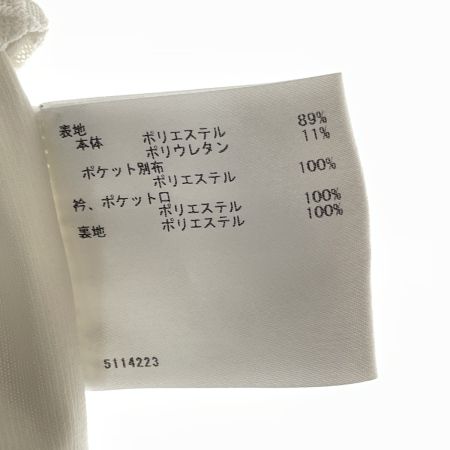 表地
本体 ポリエステル 89%
ポリウレタン 11%
ポケット別布
ポリエステル 100%
衿、ポケット口
ポリエステル 100%
裏地 ポリエステル 100%
5114223